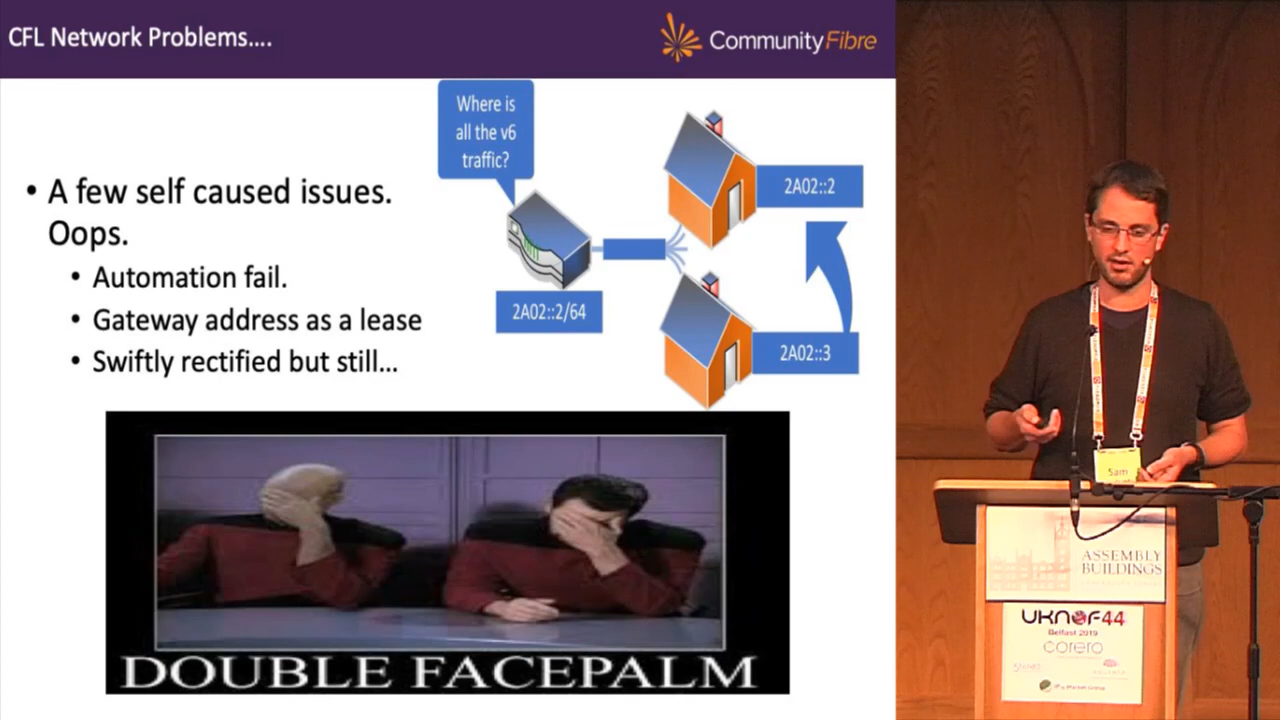 CFL Network Problems....
CommunityFibre
Where is
all the v6
traffic?
2A02::2
• A few self caused issues.
Oops.
• Automation fail.
• Gateway address as a lease
• Swiftly rectified but still...
2A02::2/64
2A02::3
DOUBLE FACEPALM
Sam
ASSEMBLY
BUILDINGS
UKNOF44
Belfast 2019
corero